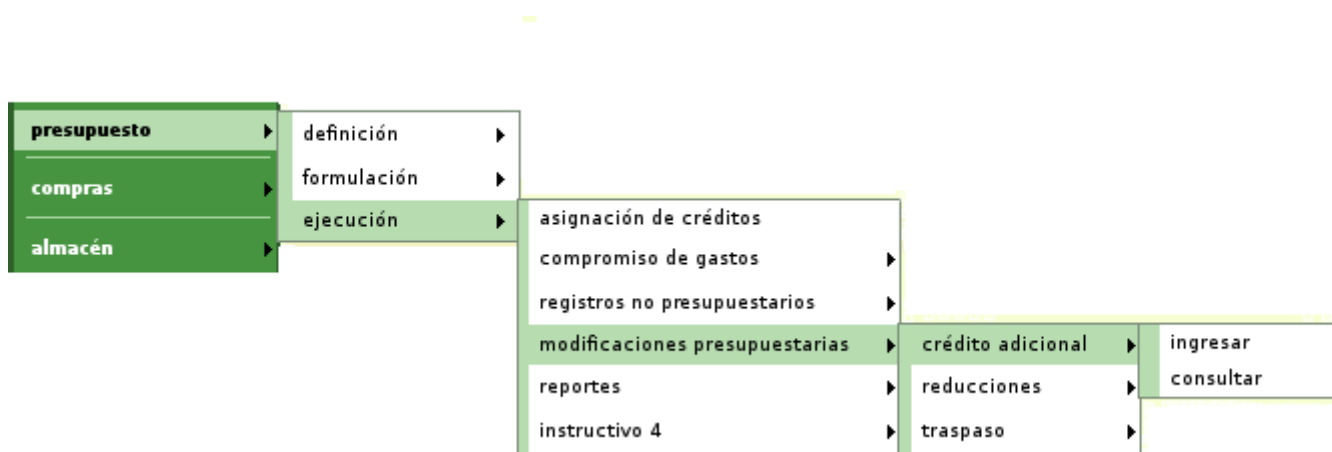 presupuesto
compras
almacén
definición
formulación
ejecución
asignación de créditos
compromiso de gastos
registros no presupuestarios
modificaciones presupuestarias
reportes
instructivo 4
crédito adicional
reducciones
traspaso
ingresar
consultar